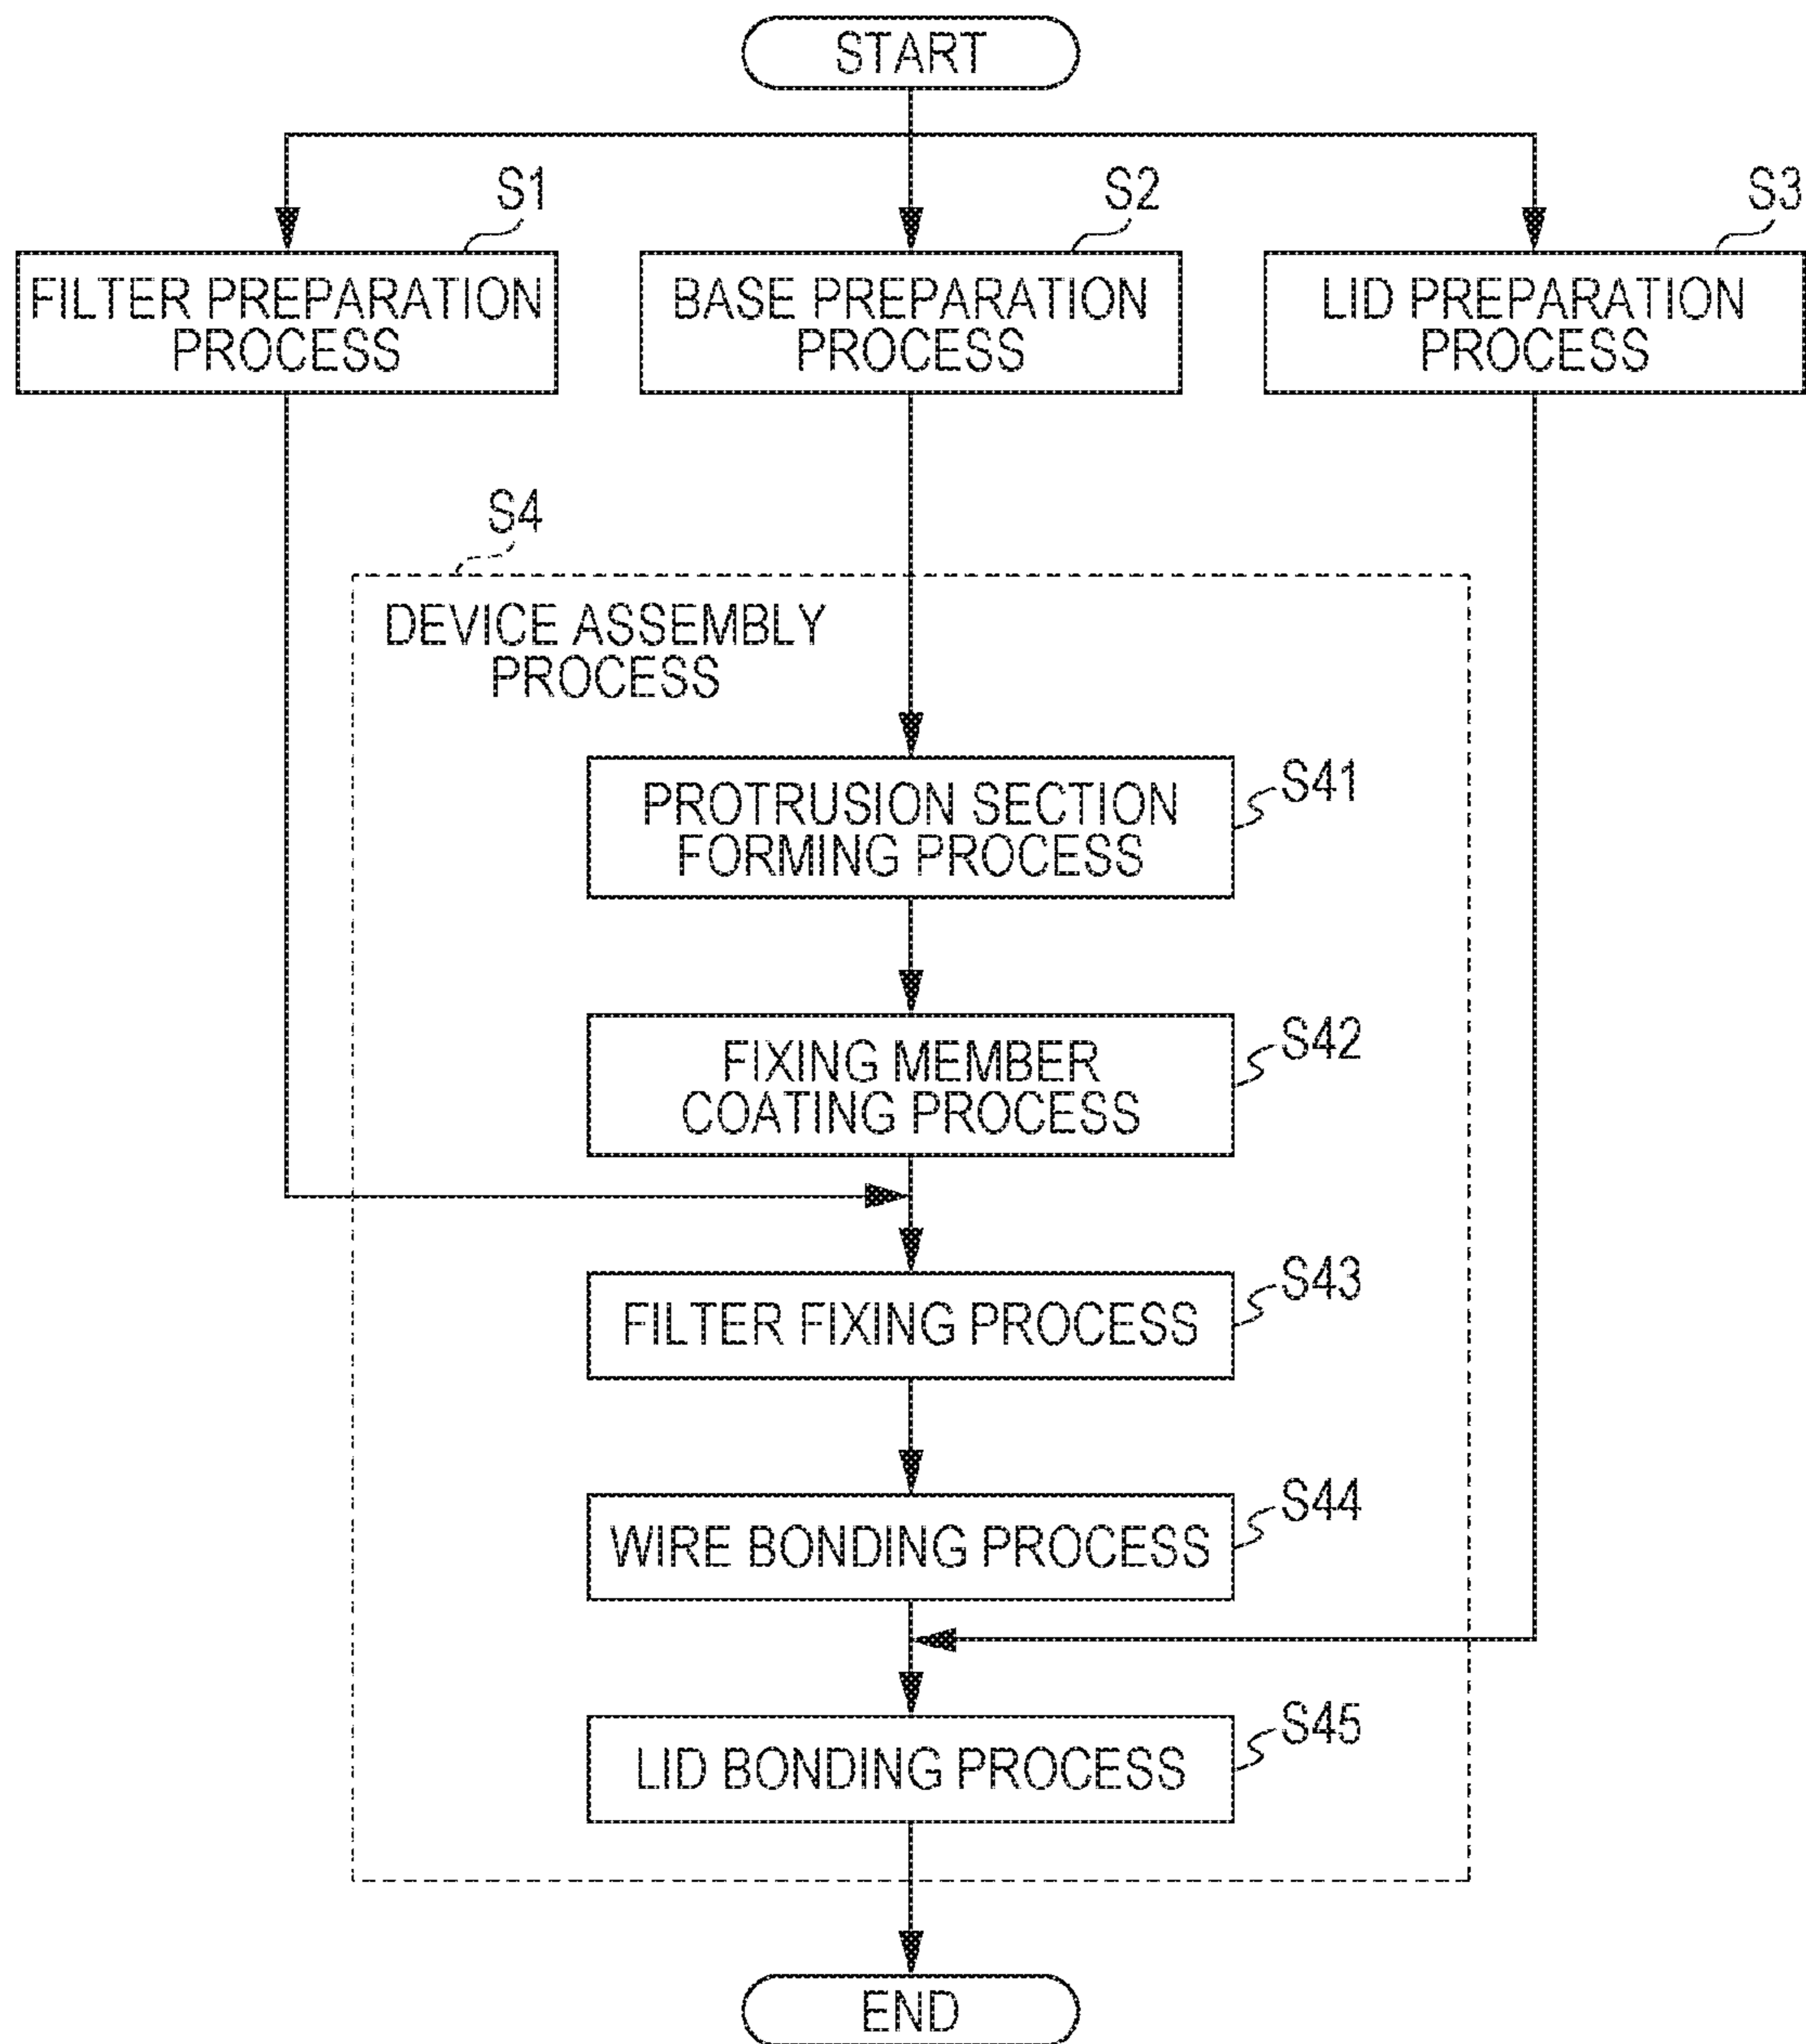 START
S1
S2
S3
FILTER PREPARATION
PROCESS
BASE PREPARATION
PROCESS
LID PREPARATION
PROCESS
S4
DEVICE ASSEMBLY
PROCESS
PROTRUSION SECTION
FORMING PROCESS
S41
FIXING MEMBER
COATING PROCESS
S42
FILTER FIXING PROCESS
S43
WIRE BONDING PROCESS
S44
LID BONDING PROCESS
S45
END